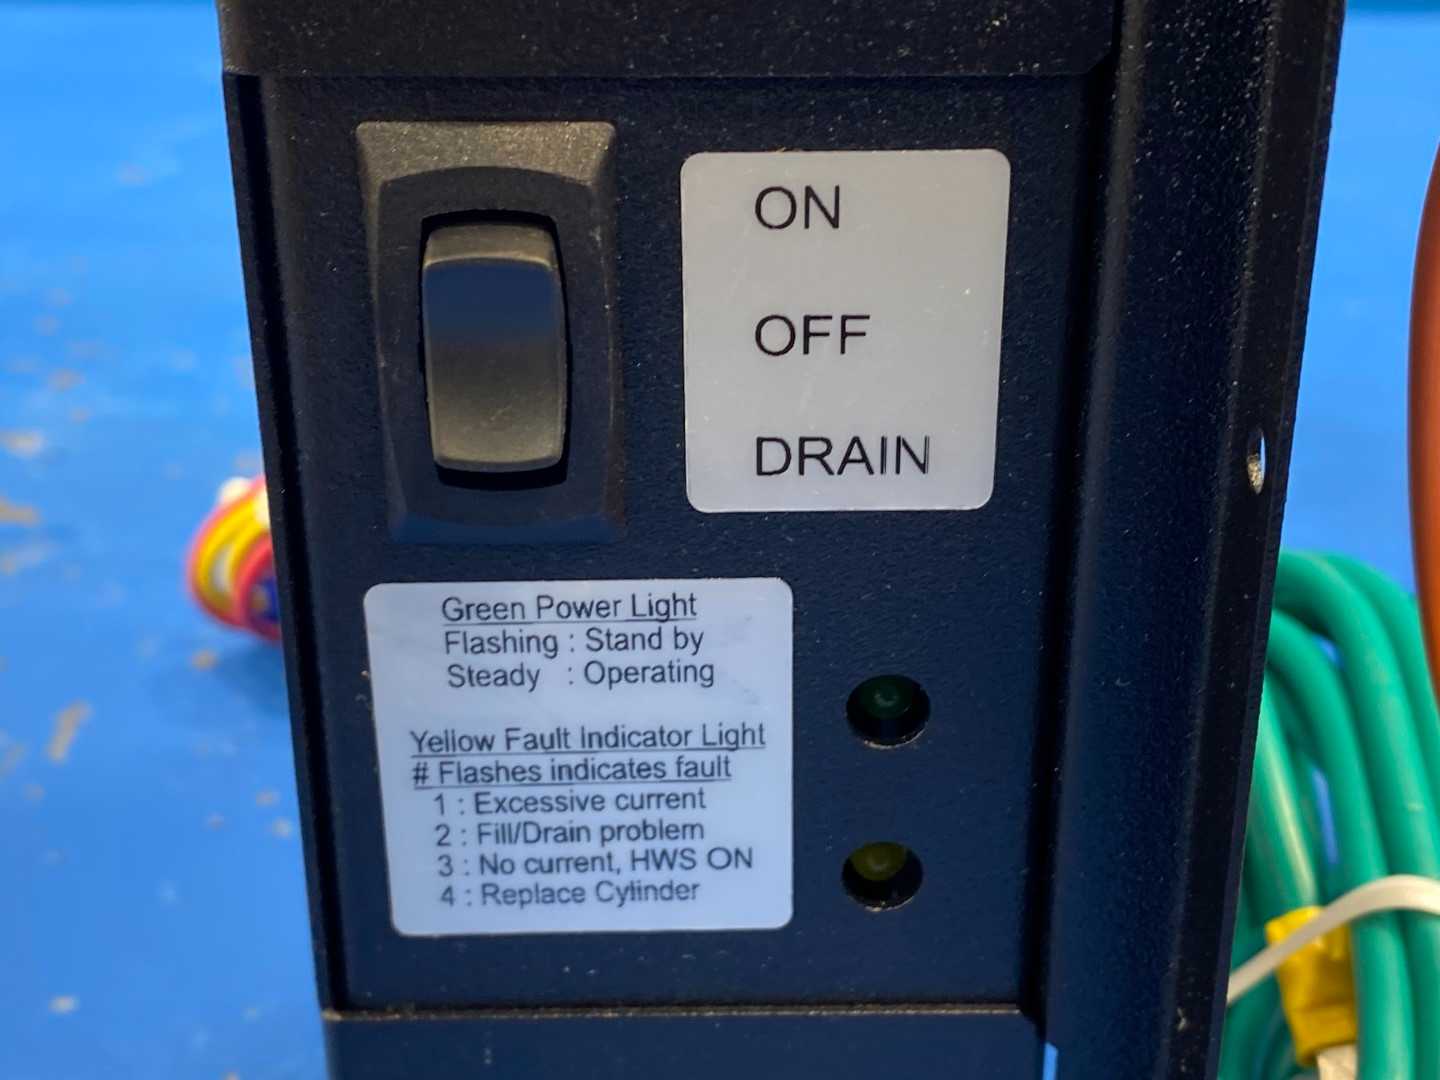 ON
OFF
DRAIN
Green Power Light
Flashing : Stand by
Steady : Operating
Yellow Fault Indicator Light
# Flashes indicates fault
1 : Excessive current
2 : Fill/Drain problem
3 : No current, HWS ON
4 : Replace Cylinder